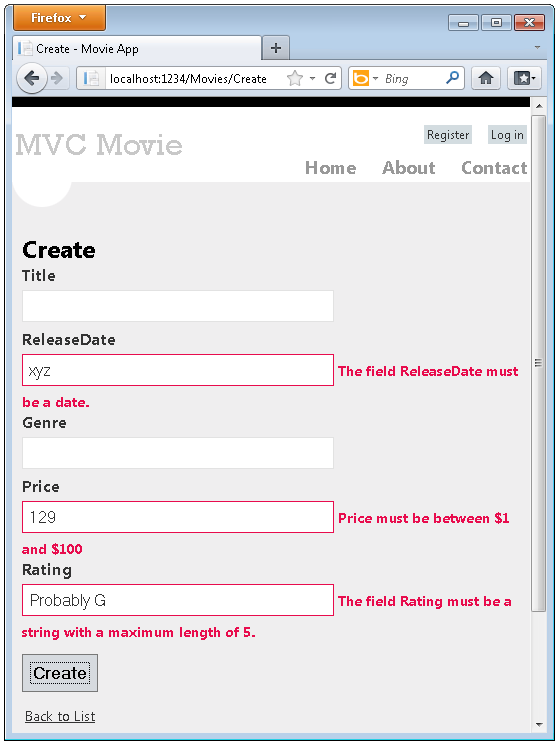 Firefox
Create - Movie App
localhost:1234/Movies/Create
Bing
Register Log in
MVC Movie
Home About Contact
Create
Title
ReleaseDate
xyz The field ReleaseDate must
be a date.
Genre
Price
129 Price must be between $1
and $100
Rating
Probably G The field Rating must be a
string with a maximum length of 5.
Create
Back to List